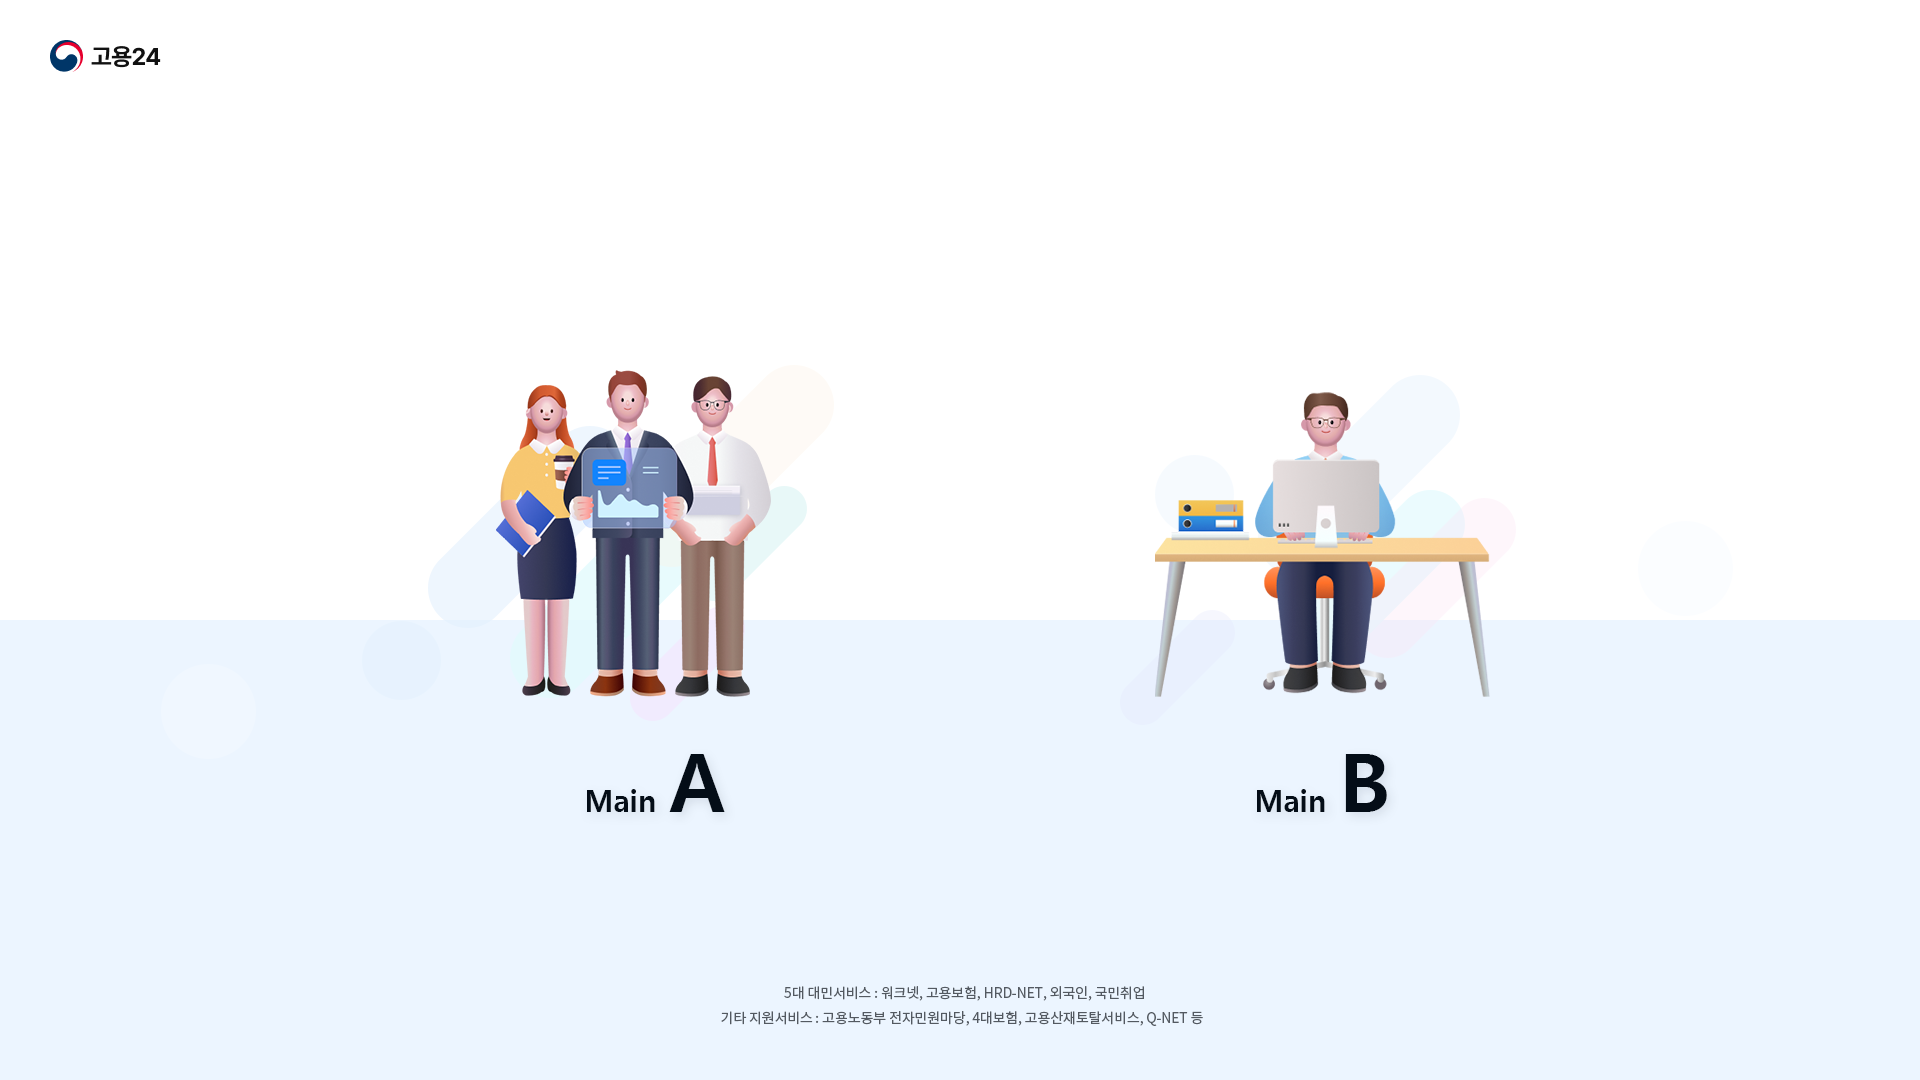 고용24
Main A
Main B
5대 대민서비스 : 워크넷, 고용보험, HRD-NET, 외국인, 국민취업
기타 지원서비스 : 고용노동부 전자민원마당, 4대보험, 고용산재토탈서비스, Q-NET 등